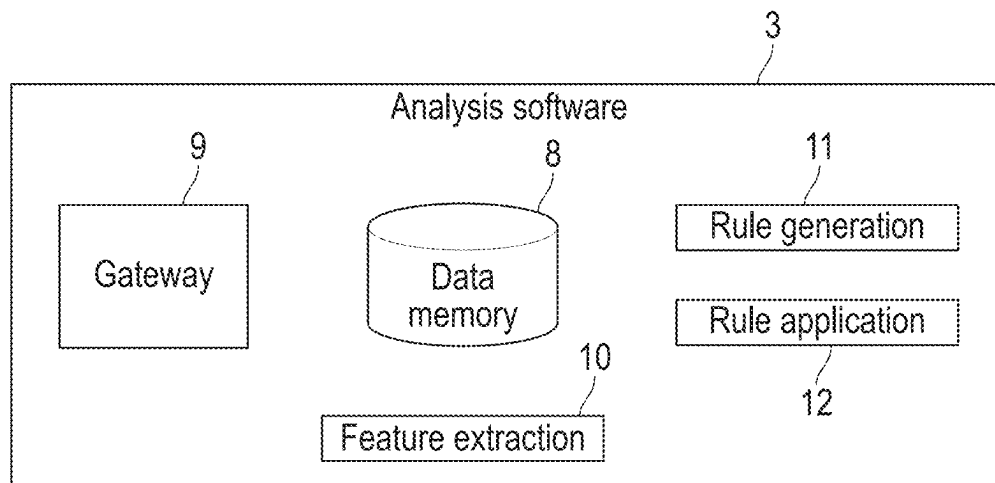 3
Analysis software
9
8
11
Gateway
Data
memory
Rule generation
Rule application
10
12
Feature extraction